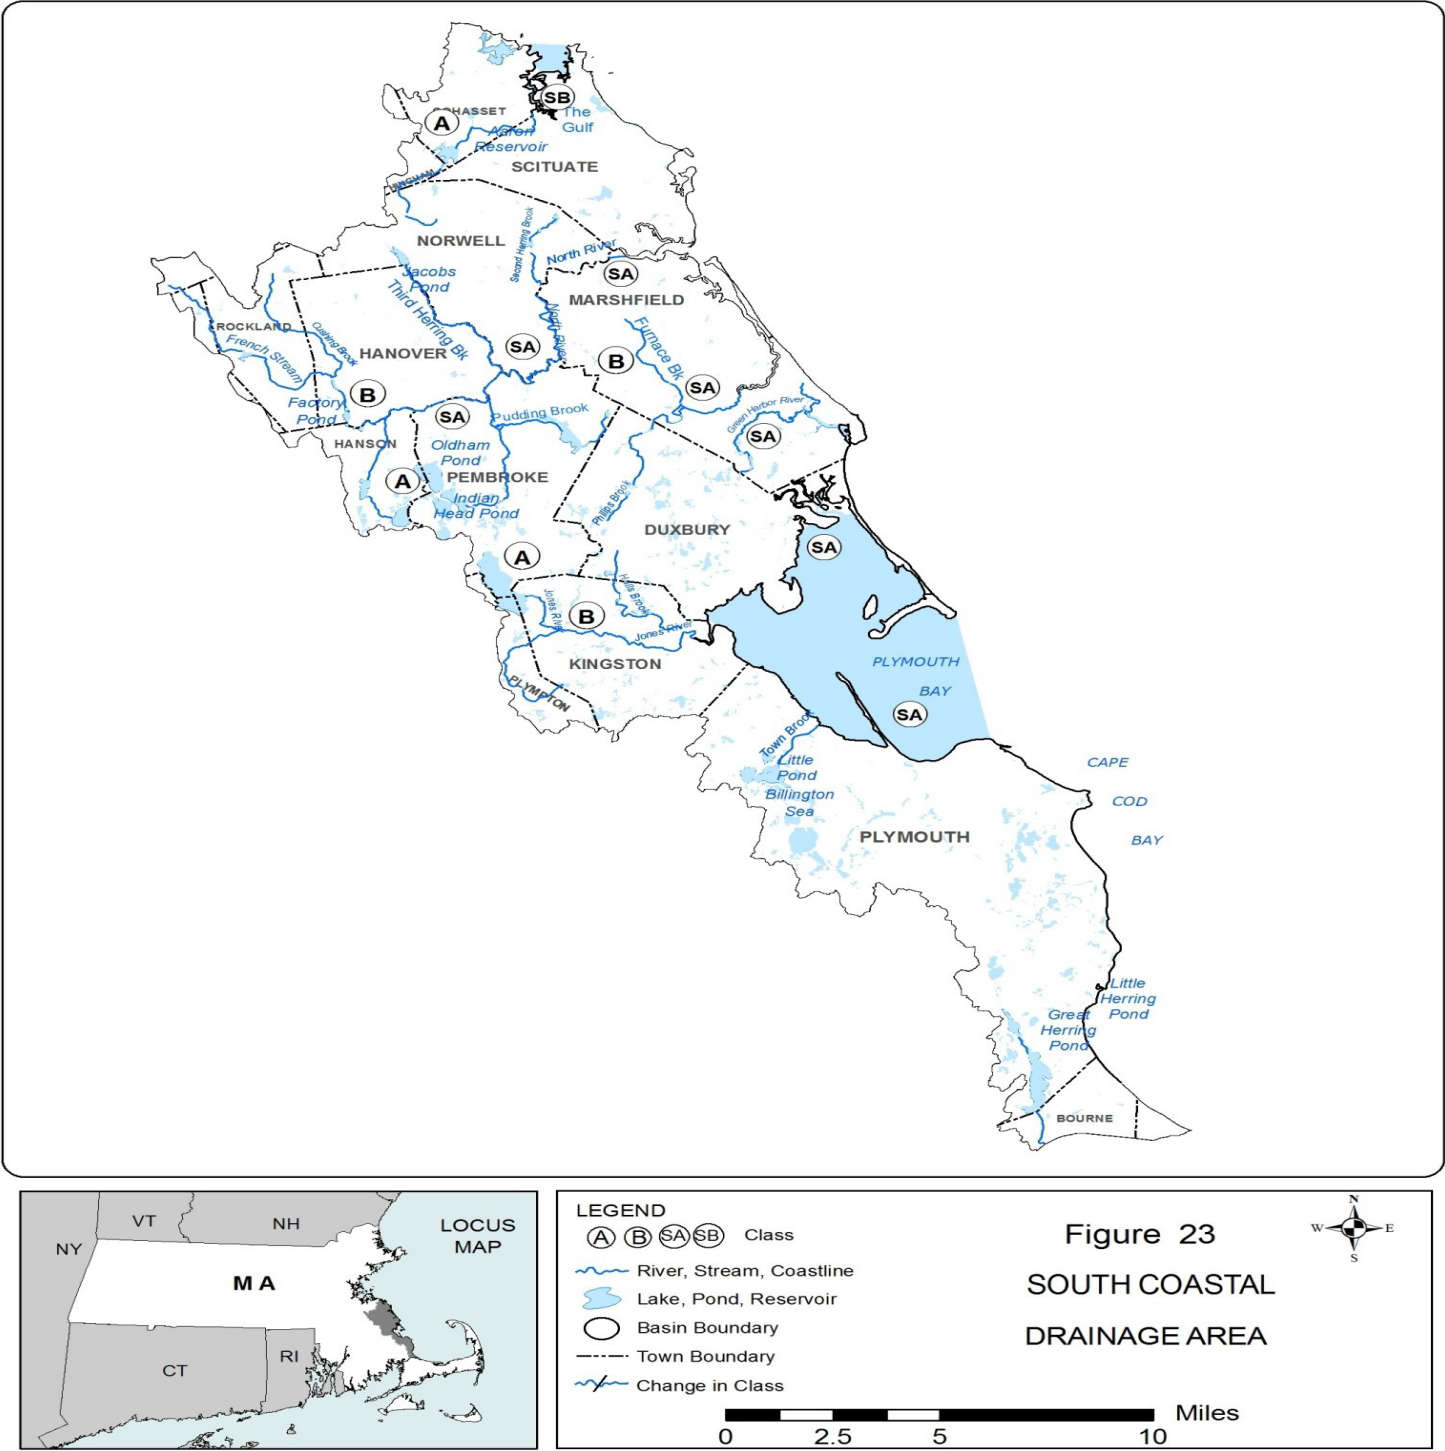 SB
COHASSET
A
The
Gulf
Aaron
Reservoir
SCITUATE
HINGHAM
NORWELL
Second Herring Brook
North River
SA
MARSHFIELD
Jacobs
Pond
Third Herring Bk
North River
ROCKLAND
French Stream
Cushing Brook
HANOVER
SA
B
Furnace Bk
SA
B
Factory
Pond
SA
Pudding Brook
Green Harbor River
SA
HANSON
Oldham
Pond
A
PEMBROKE
Indian
Head Pond
Phillips Brook
DUXBURY
SA
A
Jones River
B
Halls Brook
Jones River
KINGSTON
PLYMPTON
PLYMOUTH
BAY
SA
Town Brook
Little
Pond
Billington
Sea
CAPE
COD
BAY
PLYMOUTH
Little
Herring
Pond
Great
Herring
Pond
BOURNE
NY
VT
NH
LOCUS
MAP
MA
CT
RI
LEGEND
A B SA SB Class
River, Stream, Coastline
Lake, Pond, Reservoir
Basin Boundary
Town Boundary
Change in Class
Figure 23
SOUTH COASTAL
DRAINAGE AREA
N
W E
S
Miles
0 2.5 5 10